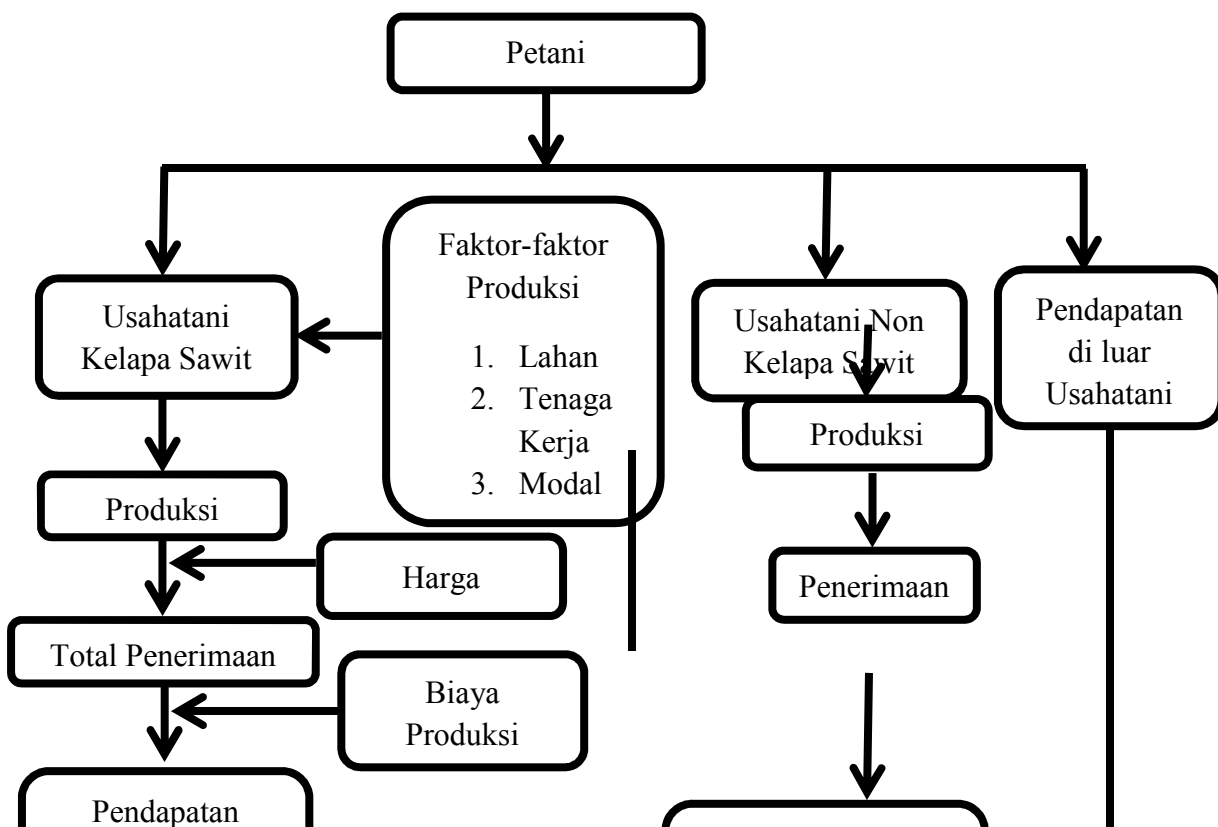 Petani
Usahatani
Kelapa Sawit
Faktor-faktor
Produksi
1. Lahan
2. Tenaga
Kerja
3. Modal
Usahatani Non
Kelapa Sawit
Pendapatan
di luar
Usahatani
Produksi
Produksi
Harga
Penerimaan
Total Penerimaan
Biaya
Produksi
Pendapatan